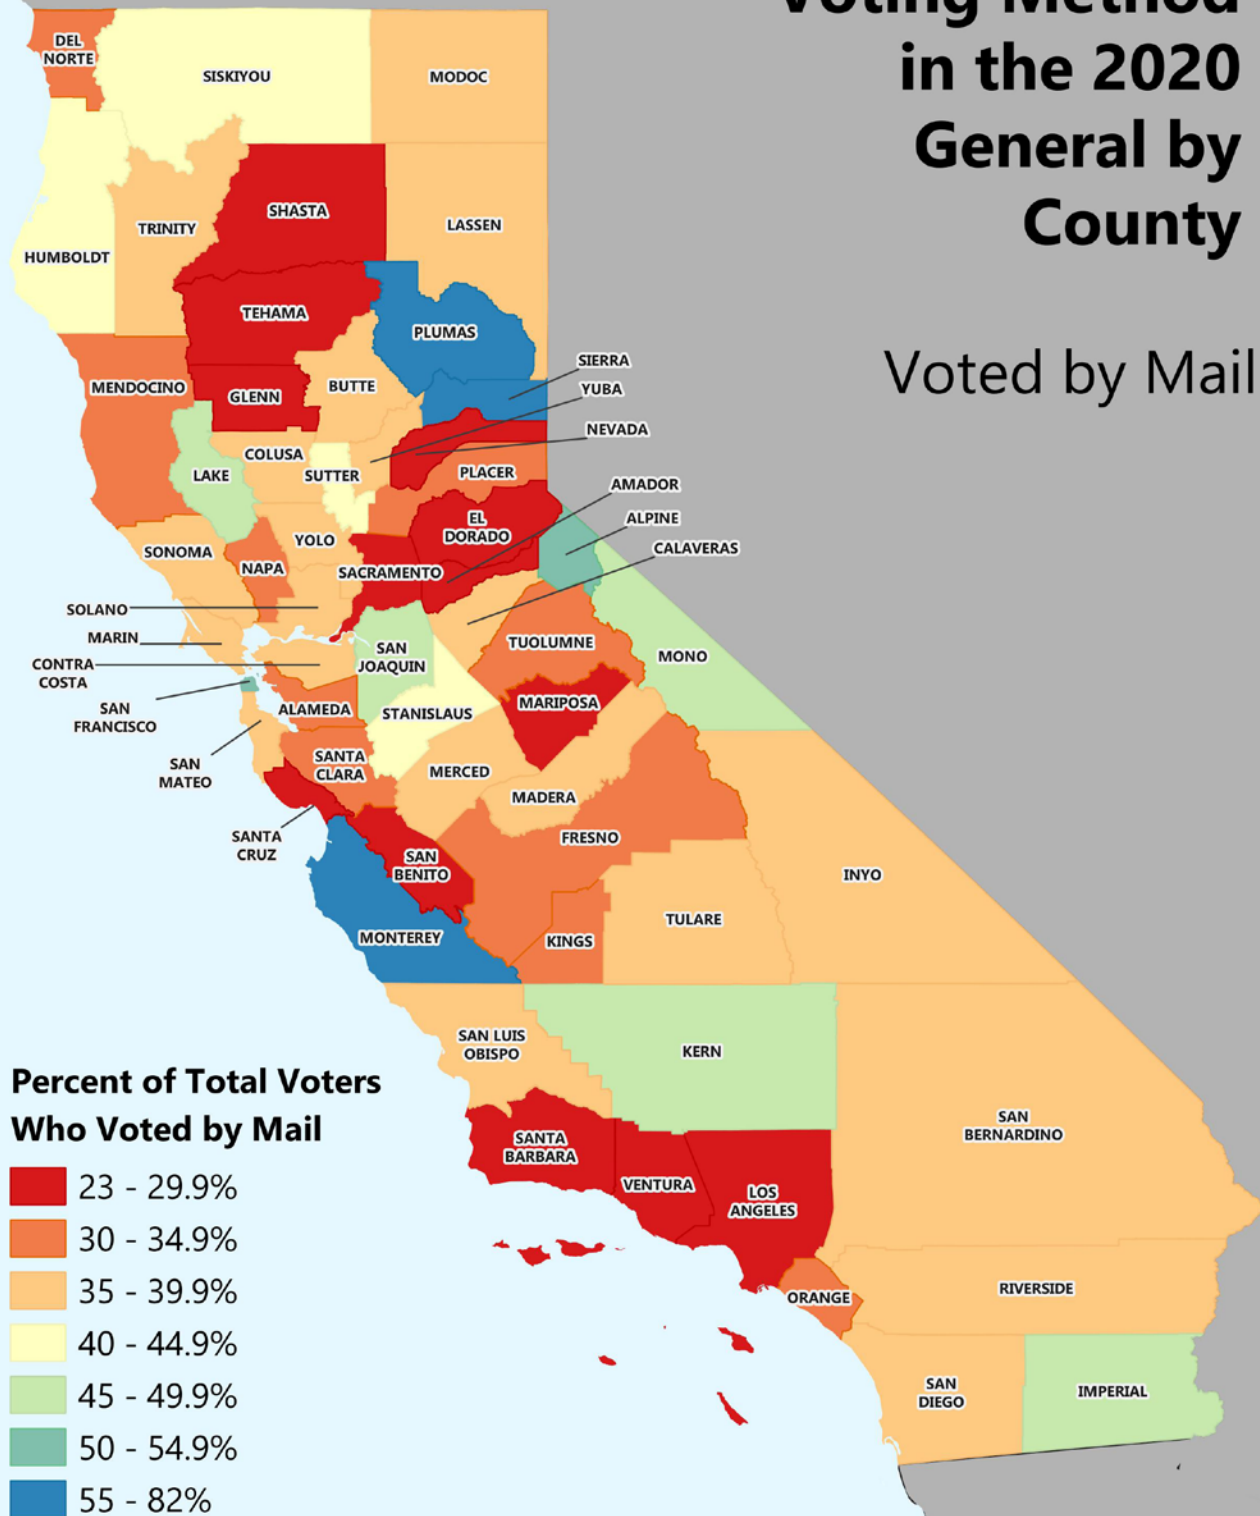 Voting Method
in the 2020
General by
County
Voted by Mail
DEL
NORTE
SISKIYOU
MODOC
HUMBOLDT
TRINITY
SHASTA
LASSEN
TEHAMA
PLUMAS
MENDOCINO
GLENN
BUTTE
SIERRA
YUBA
NEVADA
COLUSA
LAKE
SUTTER
PLACER
AMADOR
EL
DORADO
ALPINE
CALAVERAS
SONOMA
NAPA
YOLO
SACRAMENTO
SOLANO
MARIN
CONTRA
COSTA
SAN
FRANCISCO
SAN
JOAQUIN
TUOLUMNE
MONO
ALAMEDA
STANISLAUS
MARIPOSA
SAN
MATEO
SANTA
CLARA
MERCED
MADERA
SANTA
CRUZ
SAN
BENITO
FRESNO
INYO
MONTEREY
KINGS
TULARE
SAN LUIS
OBISPO
KERN
SAN
BERNARDINO
SANTA
BARBARA
VENTURA
LOS
ANGELES
ORANGE
RIVERSIDE
SAN
DIEGO
IMPERIAL
Percent of Total Voters
Who Voted by Mail
23 - 29.9%
30 - 34.9%
35 - 39.9%
40 - 44.9%
45 - 49.9%
50 - 54.9%
55 - 82%